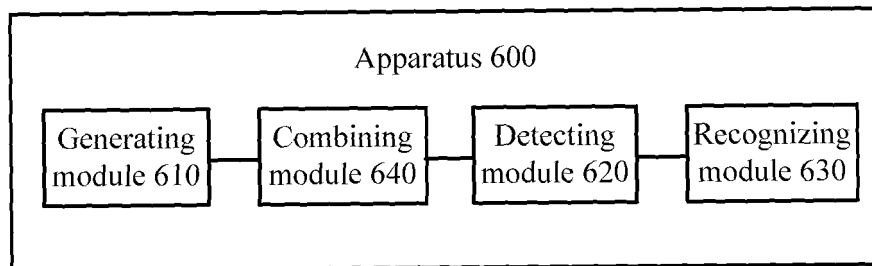 Apparatus 600
Generating
module 610
Combining
module 640
Detecting
module 620
Recognizing
module 630